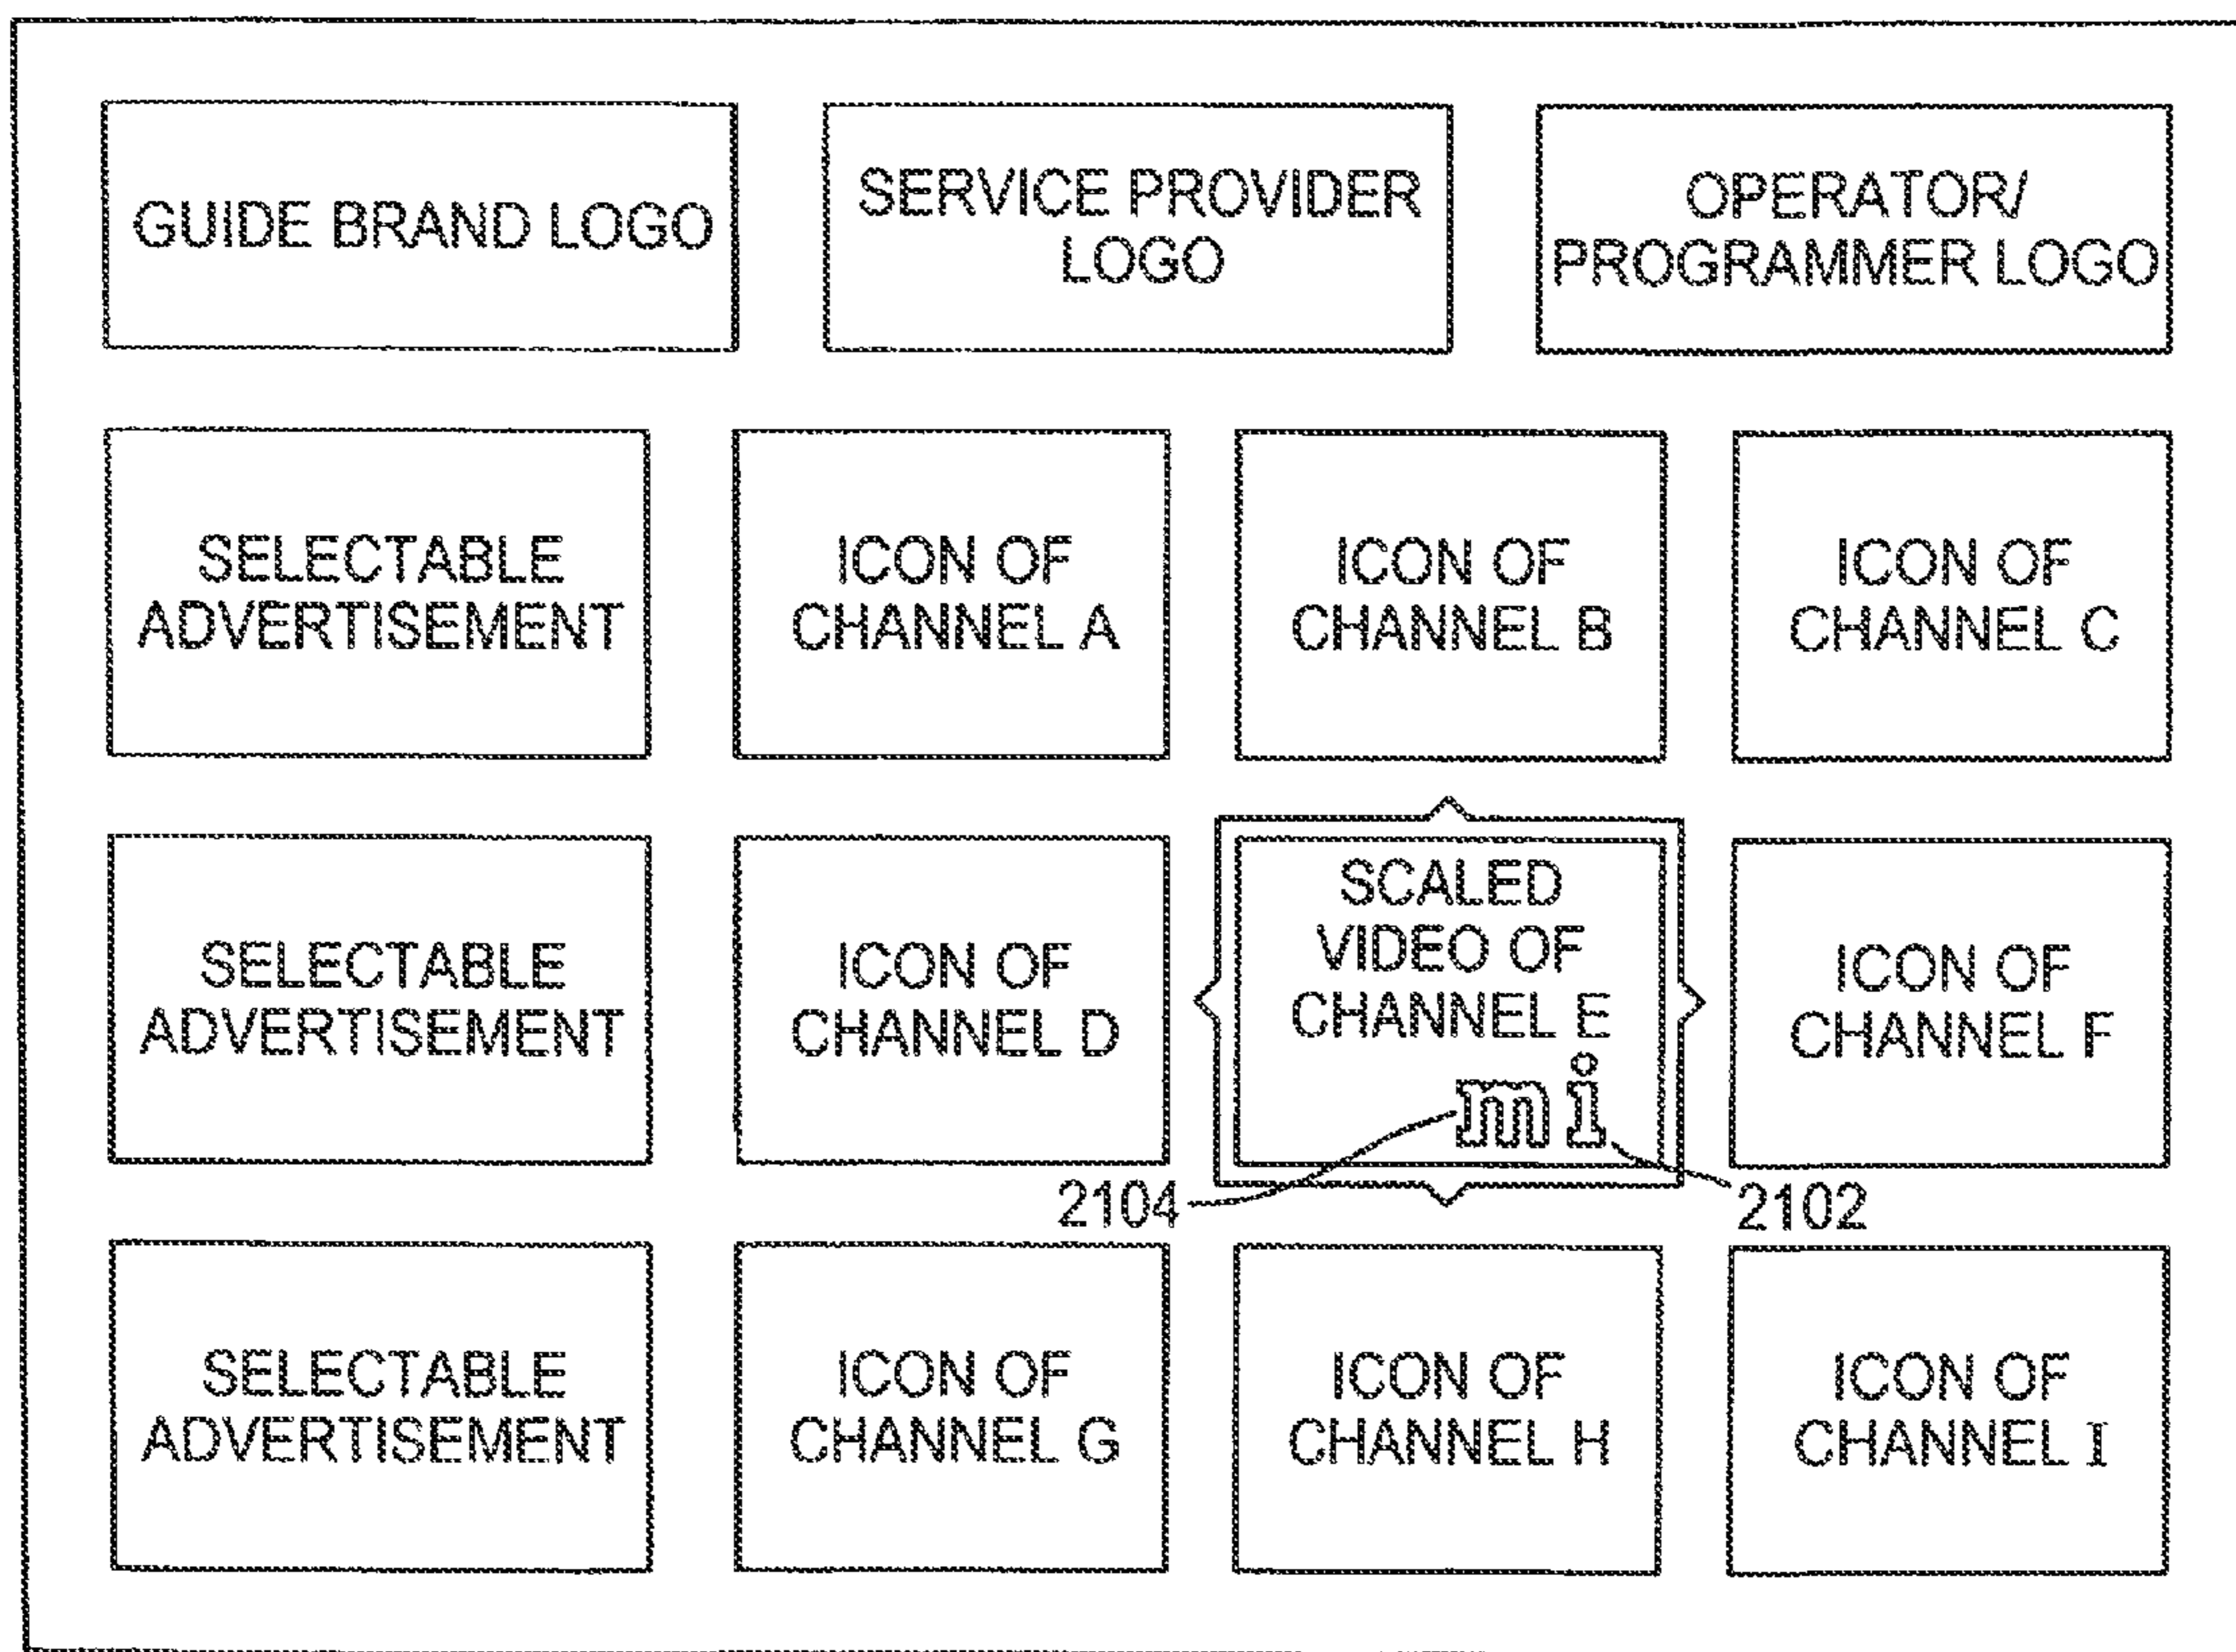 GUIDE BRAND LOGO
SERVICE PROVIDER
LOGO
OPERATOR/
PROGRAMMER LOGO
SELECTABLE
ADVERTISEMENT
ICON OF
CHANNEL A
ICON OF
CHANNEL B
ICON OF
CHANNEL C
SELECTABLE
ADVERTISEMENT
ICON OF
CHANNEL D
SCALED
VIDEO OF
CHANNEL E
m i
ICON OF
CHANNEL F
2104
2102
SELECTABLE
ADVERTISEMENT
ICON OF
CHANNEL G
ICON OF
CHANNEL H
ICON OF
CHANNEL I